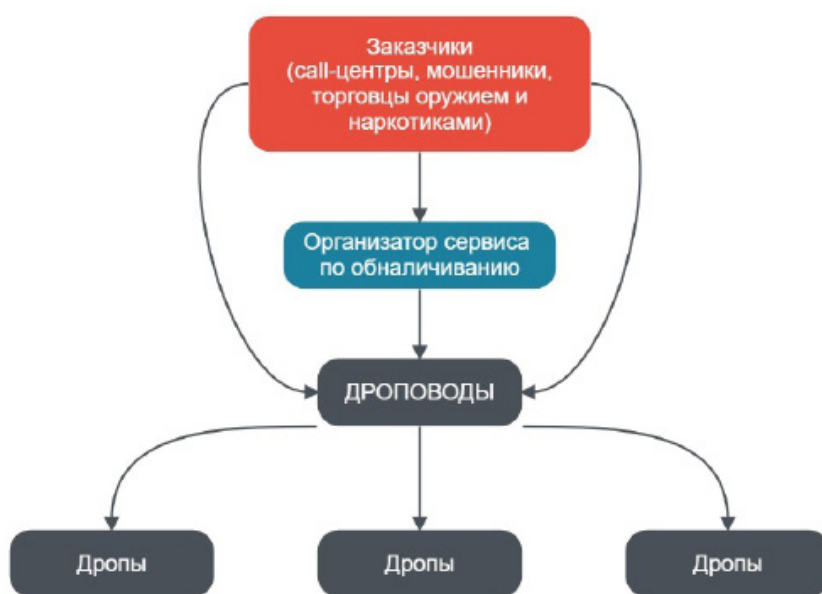 Заказчики
(call-центры, мошенники,
торговцы оружием и
наркотиками)
Организатор сервиса
по обналичиванию
ДРОПОВОДЫ
Дропы
Дропы
Дропы